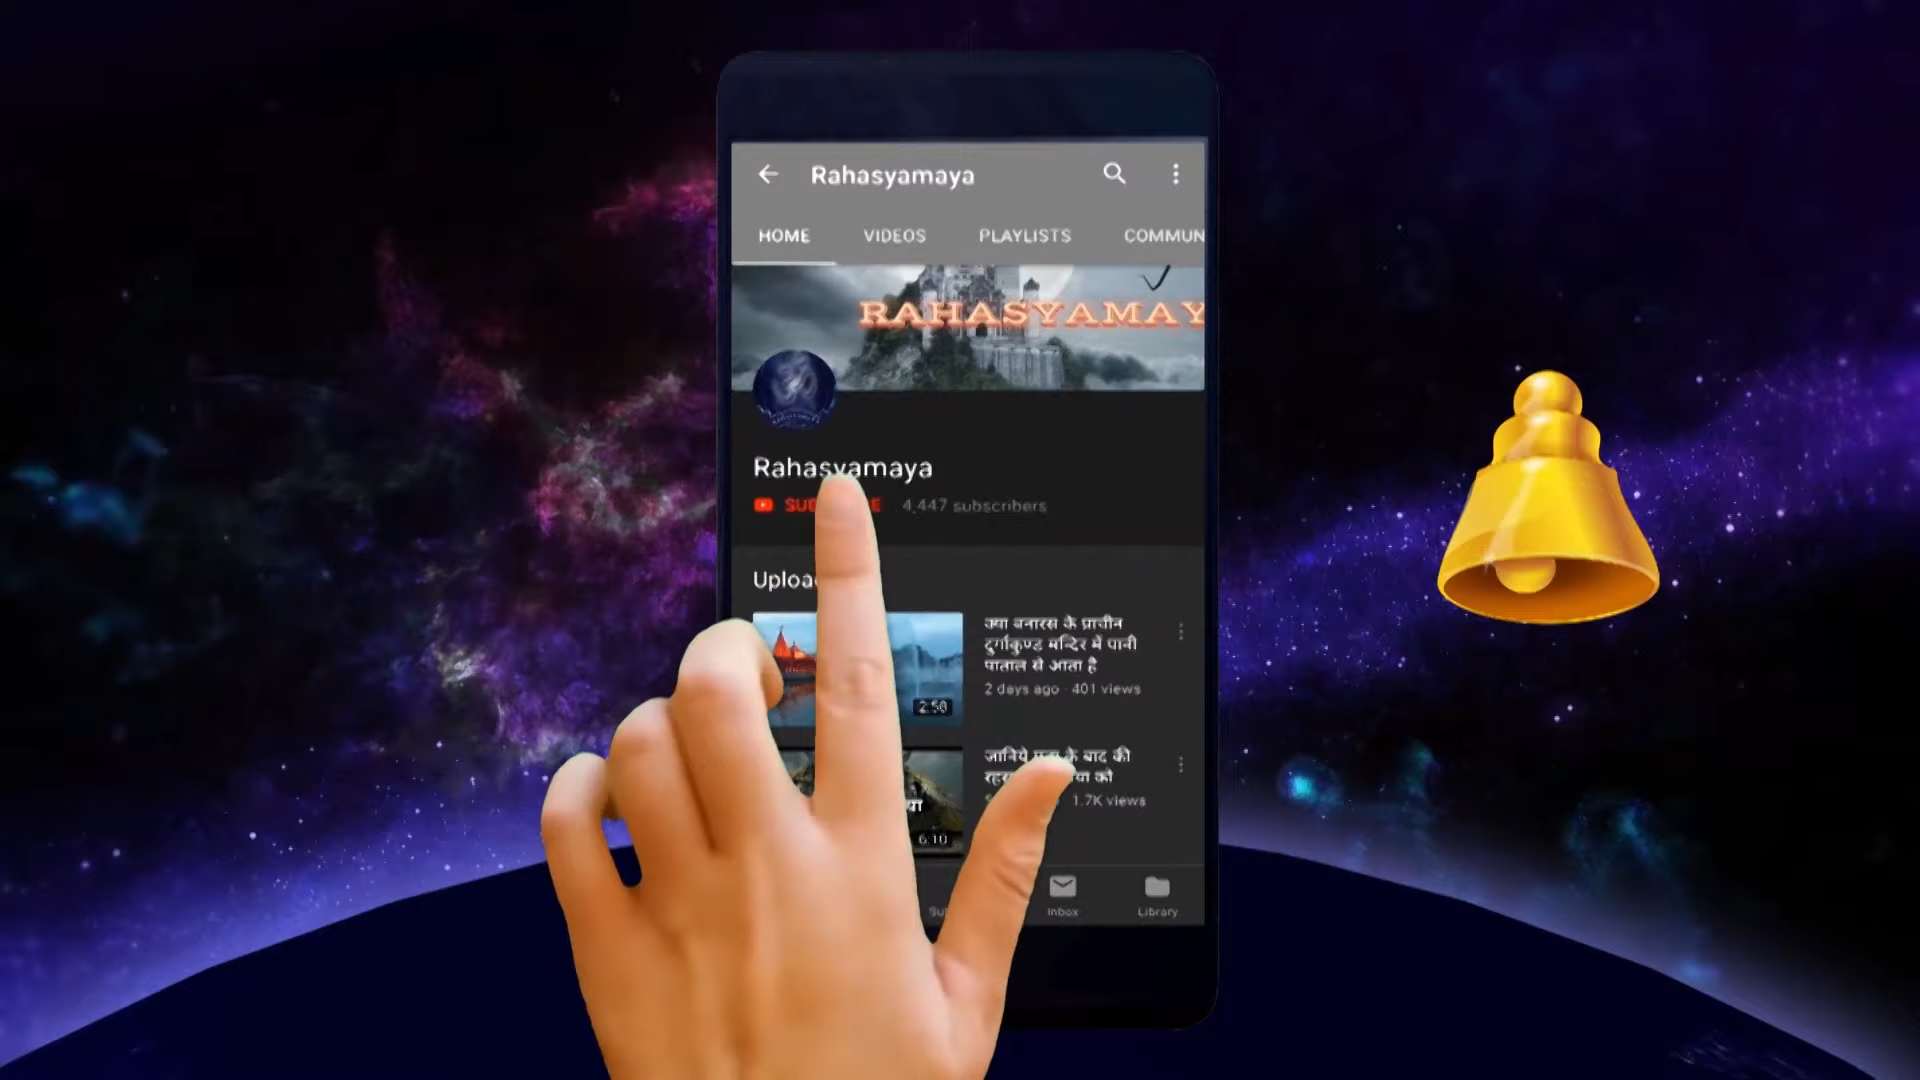 Rahasyamaya
HOME VIDEOS PLAYLISTS COMMUN
RAHASYAMAY
Rahasyamaya
4,447 subscribers
क्या बनारस के प्राचीन
दुर्गाकुण्ड मन्दिर में पानी
पाताल से आता है
2 days ago · 401 views
2:50
जानिये के बाद की
को
1.7K views
6:10
Inbox Library